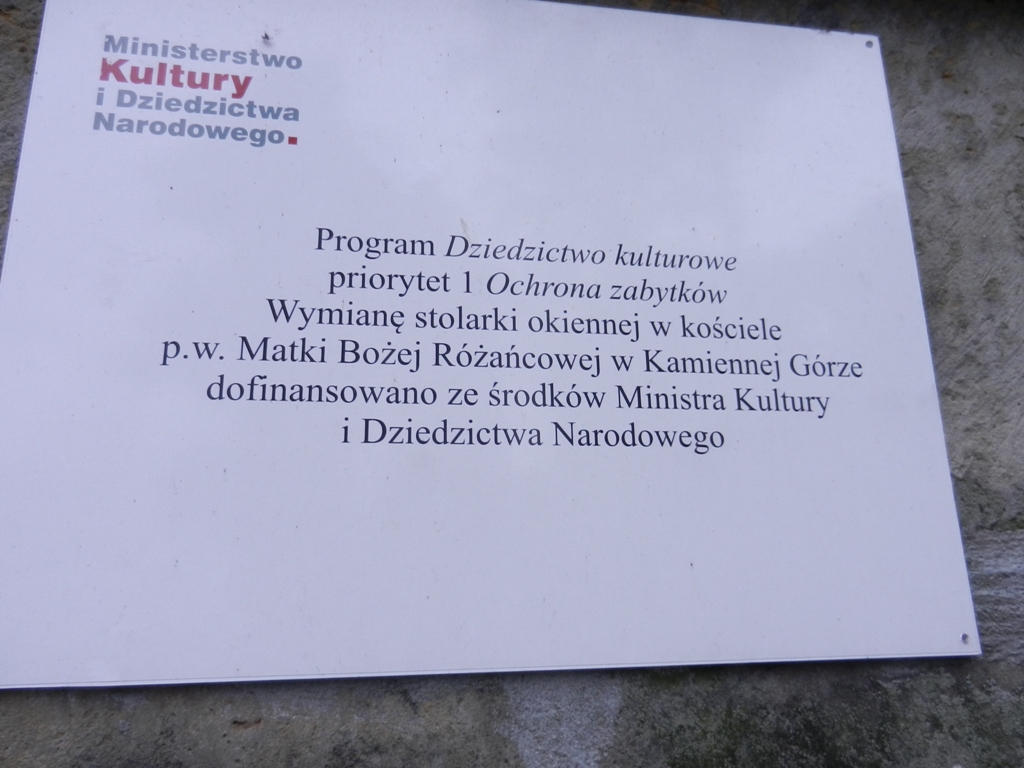 Ministerstwo
Kultury
i Dziedzictwa
Narodowego.
Program Dziedzictwo kulturowe
priorytet 1 Ochrona zabytków
Wymianę stolarki okiennej w kościele
p.w. Matki Bożej Różańcowej w Kamiennej Górze
dofinansowano ze środków Ministra Kultury
i Dziedzictwa Narodowego